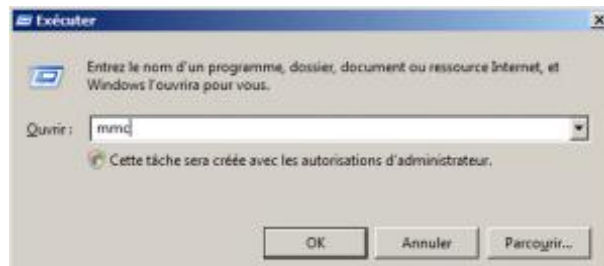 Exécuter
Entrez le nom d'un programme, dossier, document ou ressource Internet, et
Windows l'ouvrira pour vous.
Ouvrir : mmc
Cette tâche sera créée avec les autorisations d'administrateur.
OK Annuler Parcourir...